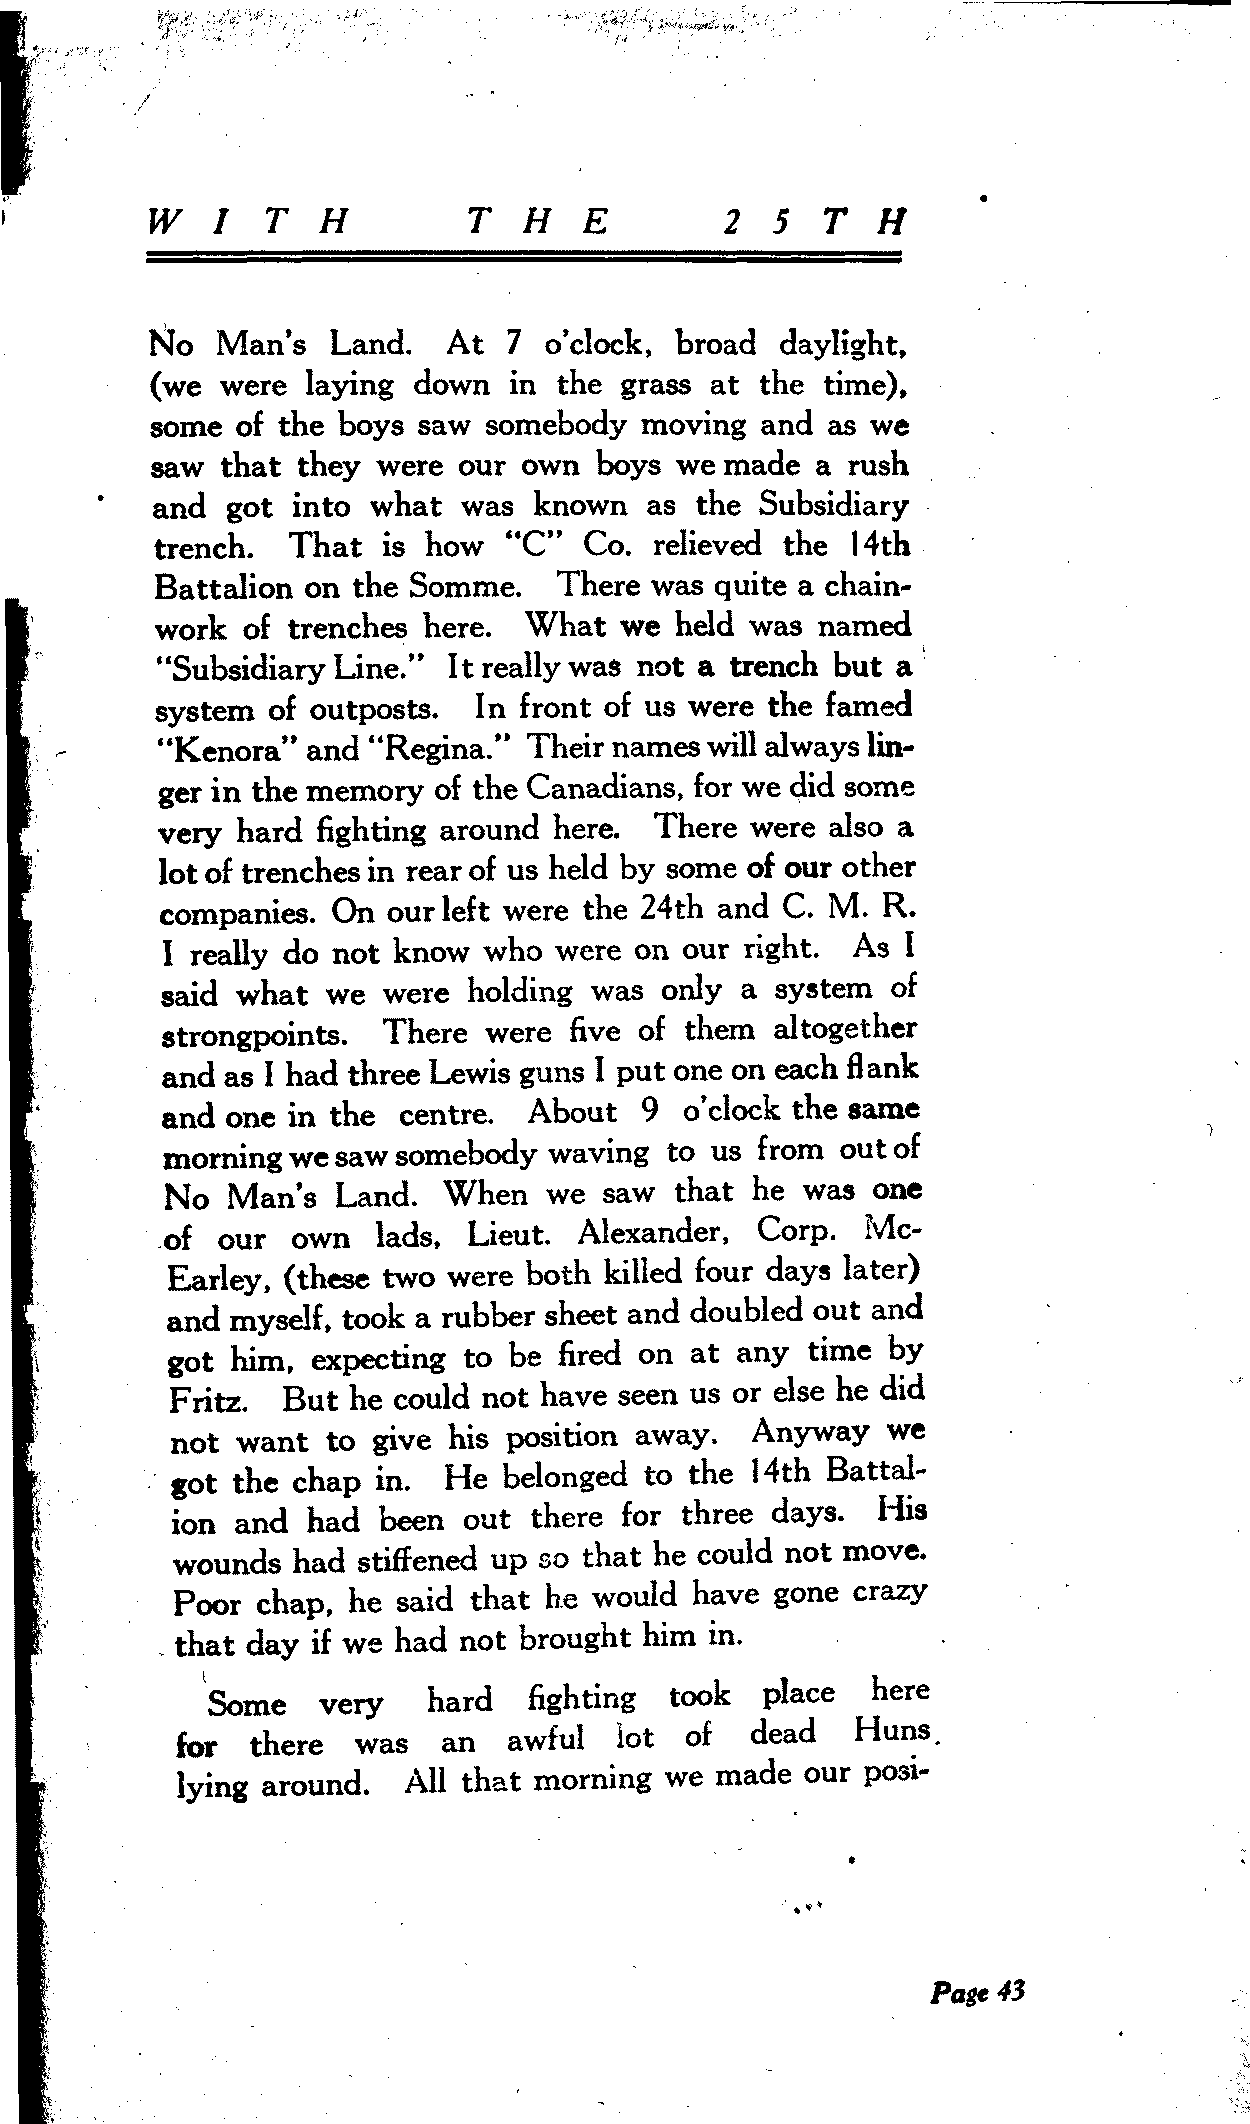 WITH THE 25TH
No Man's Land. At 7 o'clock, broad daylight,
(we were laying down in the grass at the time),
some of the boys saw somebody moving and as we
saw that they were our own boys we made a rush
and got into what was known as the Subsidiary
trench. That is how "C" Co. relieved the 14th
Battalion on the Somme. There was quite a chain-
work of trenches here. What we held was named
"Subsidiary Line." It really was not a trench but a
system of outposts. In front of us were the famed
"Kenora" and "Regina." Their names will always lin-
ger in the memory of the Canadians, for we did some
very hard fighting around here. There were also a
lot of trenches in rear of us held by some of our other
companies. On our left were the 24th and C. M. R.
I really do not know who were on our right. As I
said what we were holding was only a system of
strongpoints. There were five of them altogether
and as I had three Lewis guns I put one on each flank
and one in the centre. About 9 o'clock the same
morning we saw somebody waving to us from out of
No Man's Land. When we saw that he was one
of our own lads, Lieut. Alexander, Corp. Mc-
Earley, (these two were both killed four days later)
and myself, took a rubber sheet and doubled out and
got him, expecting to be fired on at any time by
Fritz. But he could not have seen us or else he did
not want to give his position away. Anyway we
got the chap in. He belonged to the 14th Battal-
ion and had been out there for three days. His
wounds had stiffened up so that he could not move.
Poor chap, he said that he would have gone crazy
that day if we had not brought him in.
Some very hard fighting took place here
for there was an awful lot of dead Huns
lying around. All that morning we made our posi-
Page 43